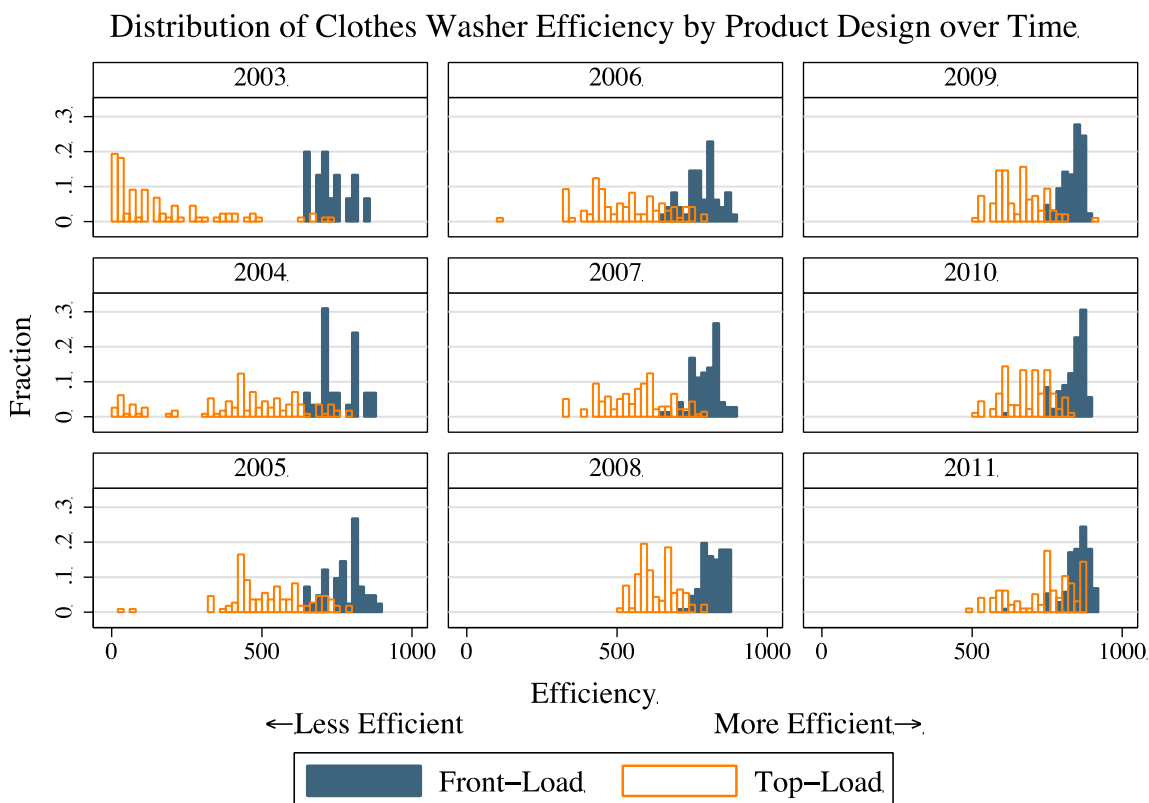 Distribution of Clothes Washer Efficiency by Product Design over Time
2003 2006 2009
.3
.2
.1
0
2004 2007 2010
.3
.2
.1
0
2005 2008 2011
.3
.2
.1
0
0 500 1000 0 500 1000 0 500 1000
Fraction
Efficiency
←Less Efficient More Efficient→
Front−Load Top−Load